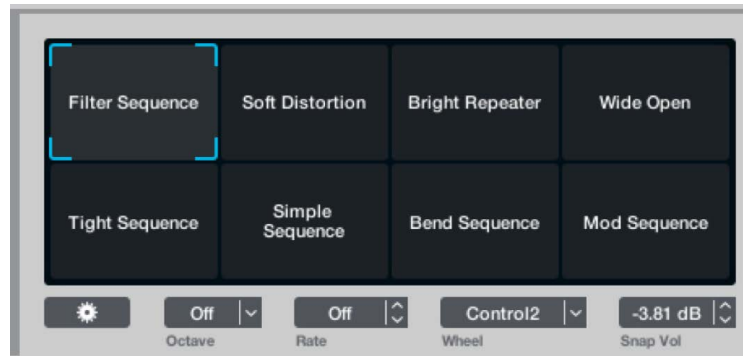 Filter Sequence
Soft Distortion
Bright Repeater
Wide Open
Tight Sequence
Simple
Sequence
Bend Sequence
Mod Sequence
Off
Off
Control2
-3.81 dB
Octave
Rate
Wheel
Snap Vol